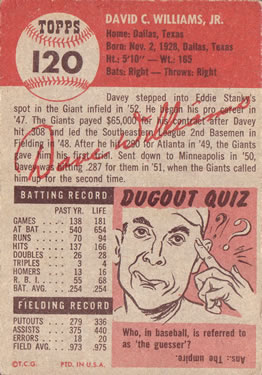 TOPPS
120
DAVID C. WILLIAMS, JR.
Home: Dallas, Texas
Born: Nov. 2, 1928, Dallas, Texas
Ht.: 5'10" — Wt.: 165
Bats: Right — Throws: Right
Davey stepped into Eddie Stanky's
spot in the Giant infield in '52. He began his pro career in
'47. The Giants paid $65,000 for his contract after Davey
hit .308 and led the Southeastern League 2nd Basemen in
Fielding in '48. After he hit .290 for Atlanta in '49, the Giants
gave him his first trial. Sent down to Minneapolis in '50,
Davey was batting .287 for them in '51, when the Giants called
him up for the second time.
Davie Williams
BATTING RECORD
PAST YR. LIFE
GAMES 138 181
AT BAT 540 654
RUNS 70 94
HITS 137 166
DOUBLES 26 28
TRIPLES 3 4
HOMERS 13 16
R. B. I. 55 68
BAT AVG. .254 .254
FIELDING RECORD
PUTOUTS 279 336
ASSISTS 375 440
ERRORS 18 21
FIELD AV. .973 .975
©T.C.G. PTD. IN U.S.A.
DUGOUT QUIZ
Who, in baseball, is referred
to as 'the guesser'?
Ans.: The umpire.